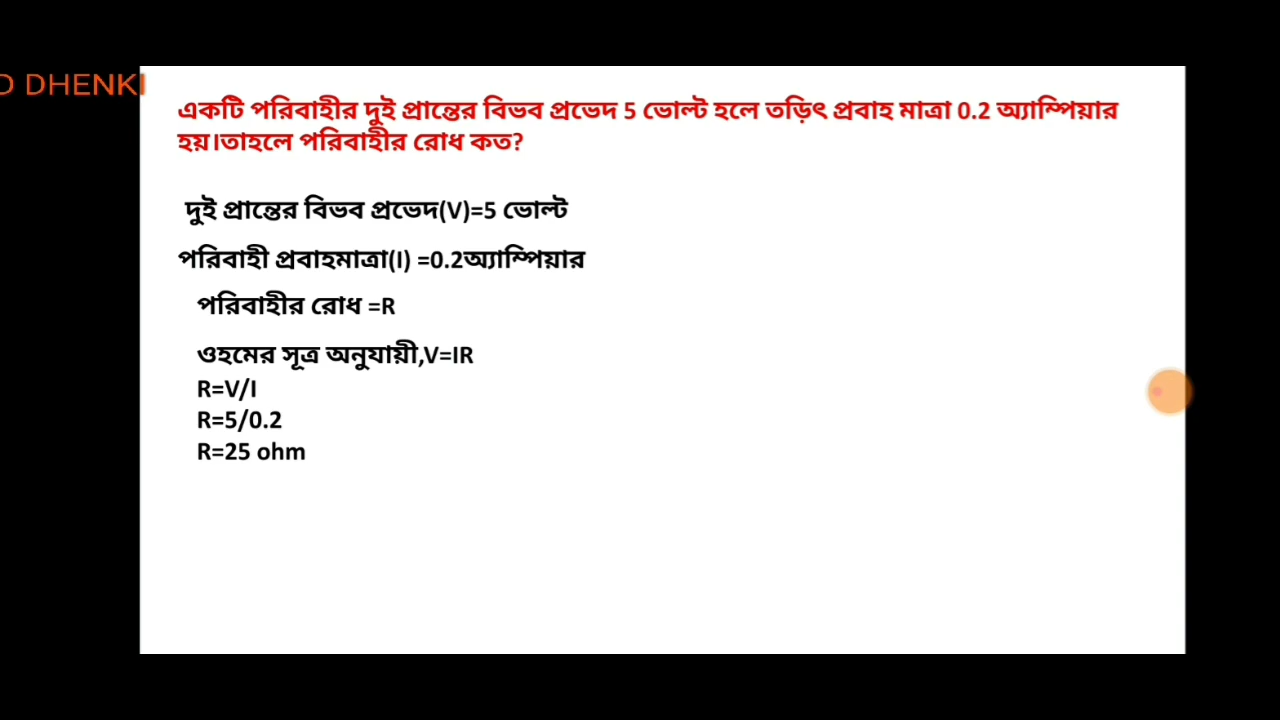 D DHENKI
একটি পরিবাহীর দুই প্রান্তের বিভব প্রভেদ 5 ভোল্ট হলে তড়িৎ প্রবাহ মাত্রা 0.2 অ্যাম্পিয়ার
হয়।তাহলে পরিবাহীর রোধ কত?
দুই প্রান্তের বিভব প্রভেদ(V)=5 ভোল্ট
পরিবাহী প্রবাহমাত্রা(I) =0.2অ্যাম্পিয়ার
পরিবাহীর রোধ =R
ওহমের সূত্র অনুযায়ী,V=IR
R=V/I
R=5/0.2
R=25 ohm